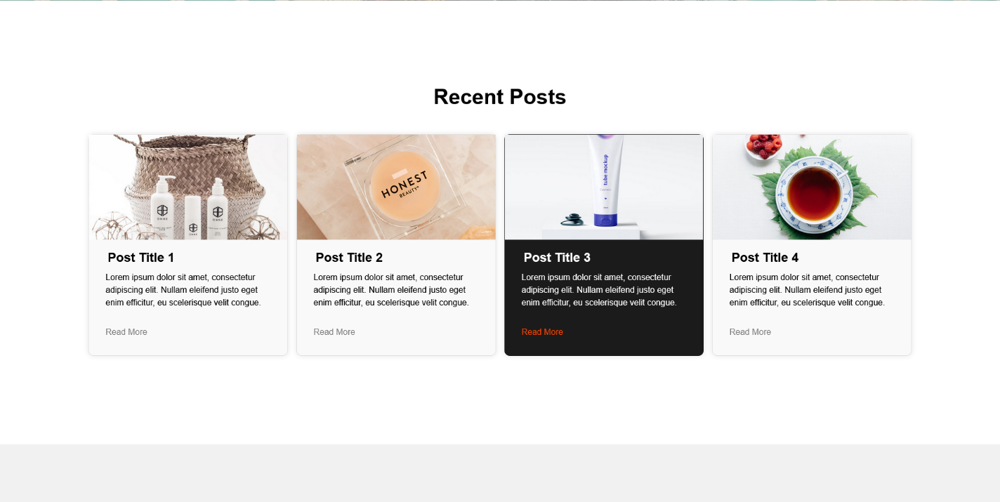 Recent Posts
ONNE
ONNE
ONNE
HONEST
BEAUTY
tube mockup
Post Title 1
Lorem ipsum dolor sit amet, consectetur
adipiscing elit. Nullam eleifend justo eget
enim efficitur, eu scelerisque velit congue.
Read More
Post Title 2
Lorem ipsum dolor sit amet, consectetur
adipiscing elit. Nullam eleifend justo eget
enim efficitur, eu scelerisque velit congue.
Read More
Post Title 3
Lorem ipsum dolor sit amet, consectetur
adipiscing elit. Nullam eleifend justo eget
enim efficitur, eu scelerisque velit congue.
Read More
Post Title 4
Lorem ipsum dolor sit amet, consectetur
adipiscing elit. Nullam eleifend justo eget
enim efficitur, eu scelerisque velit congue.
Read More